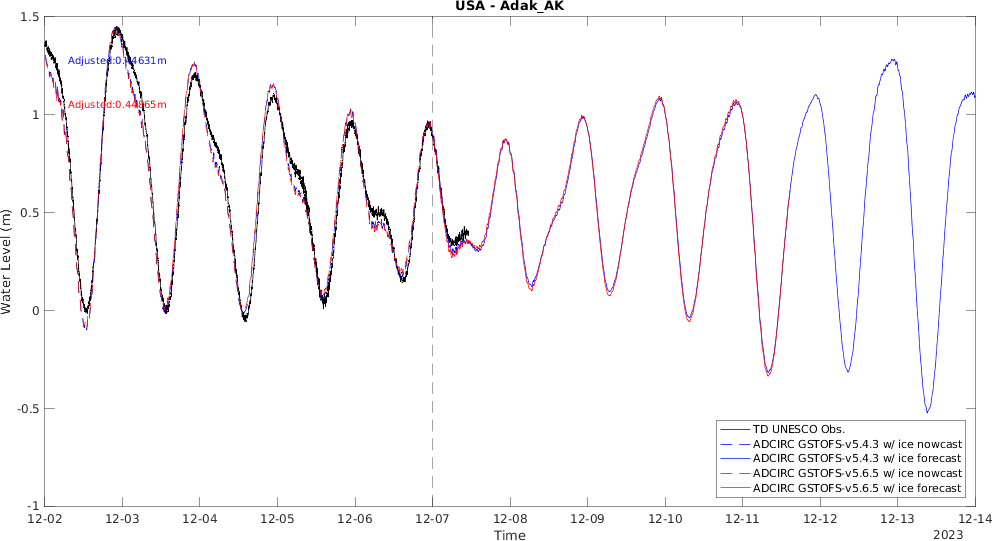 USA - Adak_AK
1.5
Adjusted:0.44631m
Adjusted:0.44865m
1
0.5
0
-0.5
-1
Water Level (m)
TD UNESCO Obs.
ADCIRC GSTOFS-v5.4.3 w/ ice nowcast
ADCIRC GSTOFS-v5.4.3 w/ ice forecast
ADCIRC GSTOFS-v5.6.5 w/ ice nowcast
ADCIRC GSTOFS-v5.6.5 w/ ice forecast
12-02 12-03 12-04 12-05 12-06 12-07 12-08 12-09 12-10 12-11 12-12 12-13 12-14
Time
2023